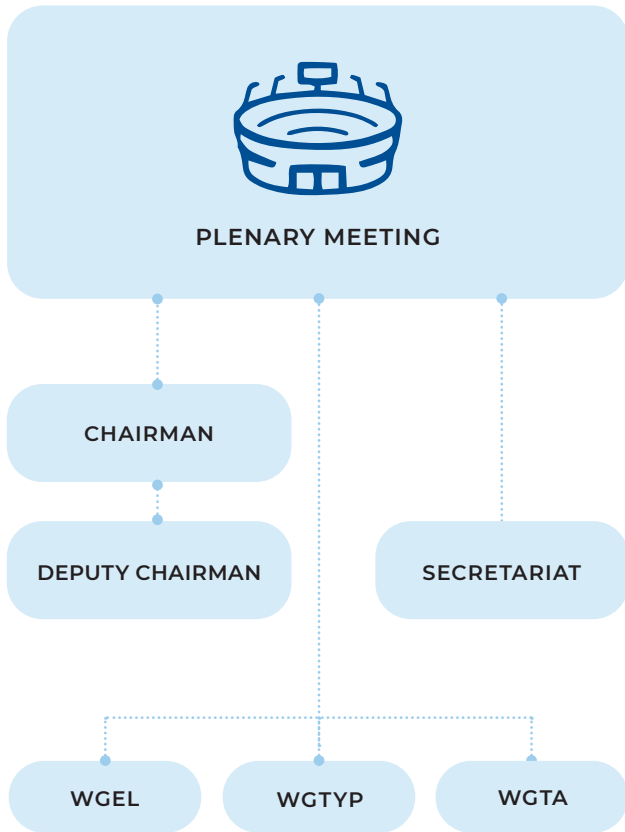 PLENARY MEETING
CHAIRMAN
DEPUTY CHAIRMAN
SECRETARIAT
WGEL
WGTYP
WGTA